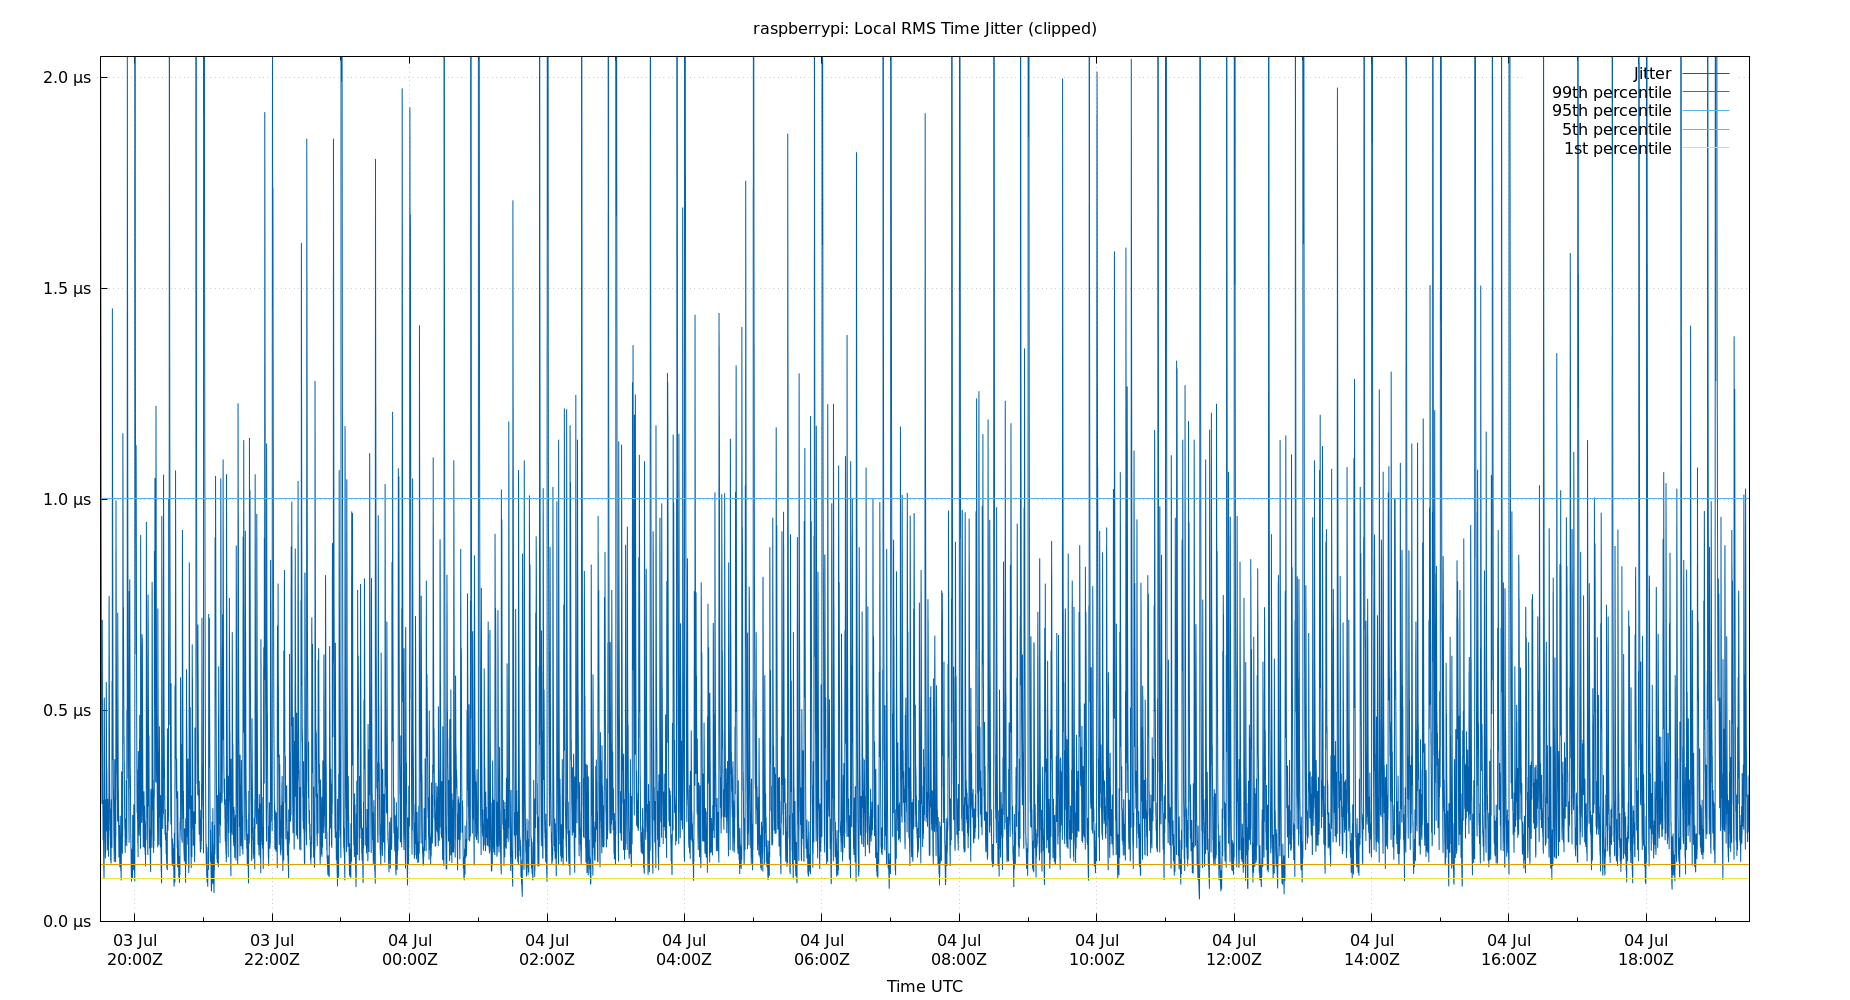 raspberrypi: Local RMS Time Jitter (clipped)
2.0 µs
1.5 µs
1.0 µs
0.5 µs
0.0 µs
Jitter
99th percentile
95th percentile
5th percentile
1st percentile
03 Jul 03 Jul 04 Jul 04 Jul 04 Jul 04 Jul 04 Jul 04 Jul 04 Jul 04 Jul 04 Jul 04 Jul
20:00Z 22:00Z 00:00Z 02:00Z 04:00Z 06:00Z 08:00Z 10:00Z 12:00Z 14:00Z 16:00Z 18:00Z
Time UTC